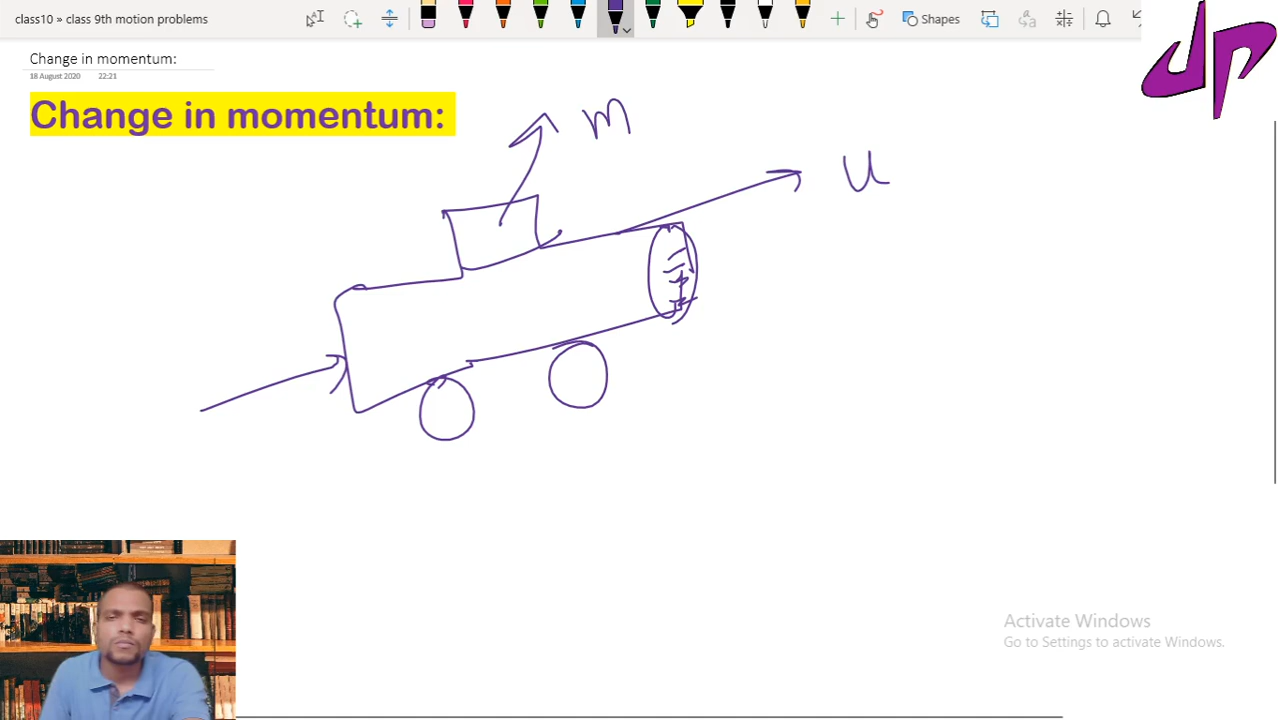 class10 » class 9th motion problems
Shapes
Change in momentum:
18 August 2020 22:21
Change in momentum:
m
u
dp
Activate Windows
Go to Settings to activate Windows.